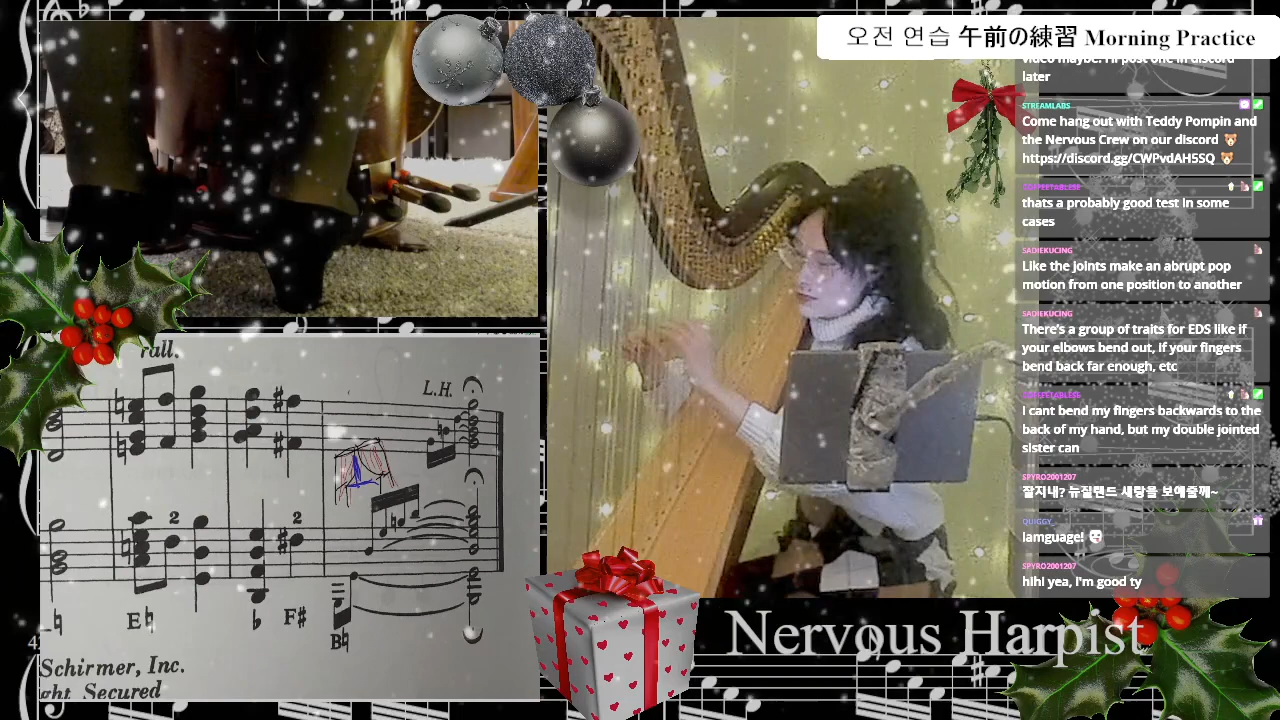 오전 연습 午前の練習 Morning Practice
video maybe. I'll post one in discord
later
STREAMLABS
Come hang out with Teddy Pompin and
the Nervous Crew on our discord 🐻
https://discord.gg/CWPvdAH5SQ 🐻
thats a probably good test in some
cases
SADIEKUCING
Like the joints make an abrupt pop
motion from one position to another
SADIEKUCING
There's a group of traits for EDS like if
your elbows bend out, if your fingers
bend back far enough, etc
I cant bend my fingers backwards to the
back of my hand, but my double jointed
sister can
SPYRO2001207
잘지내? 뉴질랜드 새랑을 보애줄께~
QUIGGY_
lamguage! 💀
SPYRO2001207
hihi yea, I'm good ty
rall.
L.H.
2
2
E♮
♭
F♯
B♮
Schirmer, Inc.
ght Secured
Nervous Harpist